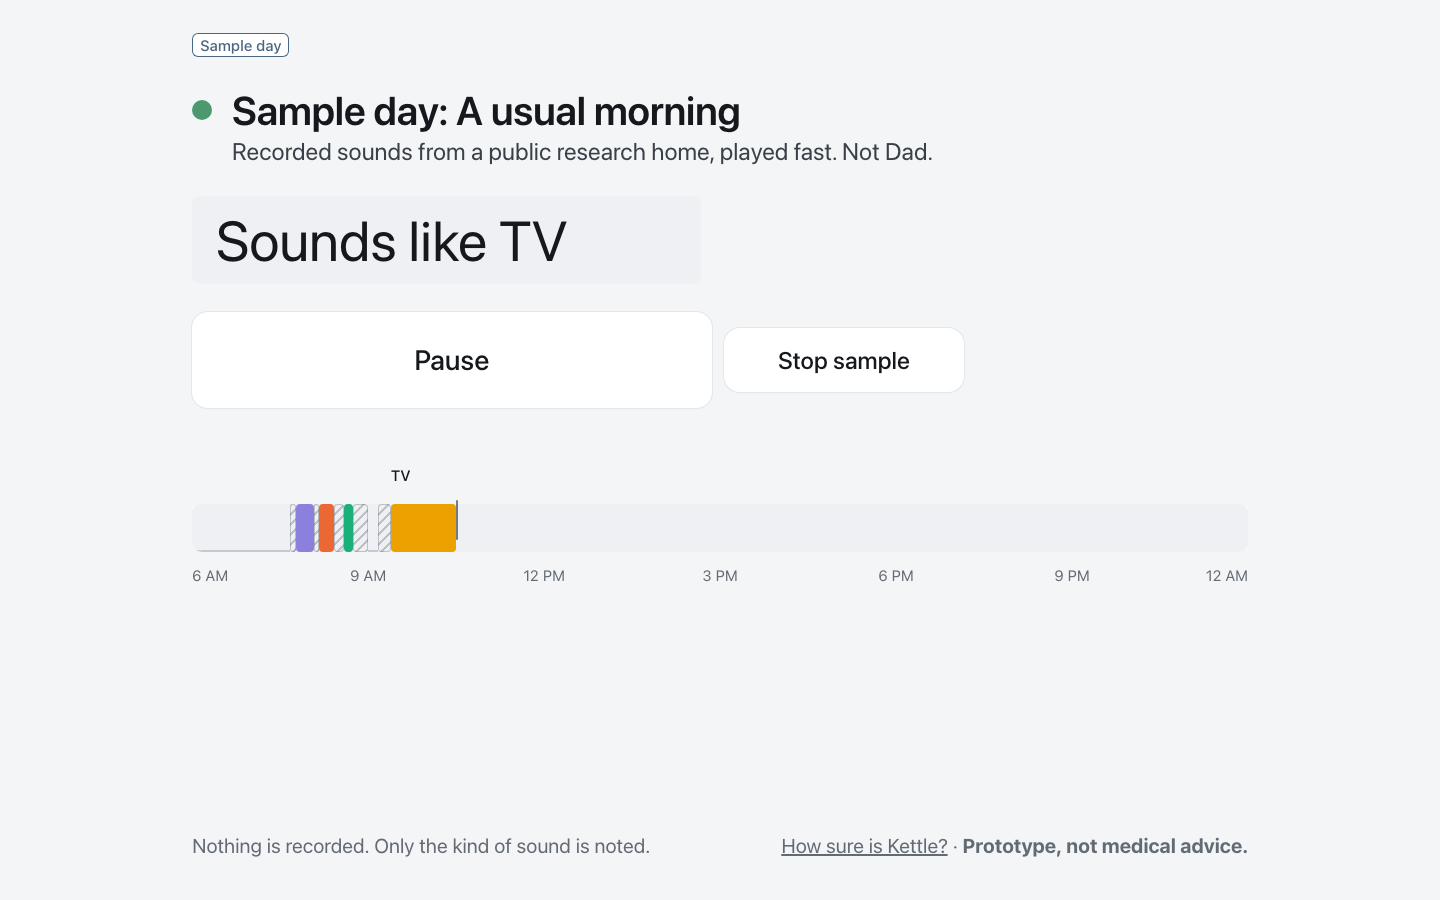 Sample day
Sample day: A usual morning
Recorded sounds from a public research home, played fast. Not Dad.
Sounds like TV
Pause
Stop sample
TV
6 AM
9 AM
12 PM
3 PM
6 PM
9 PM
12 AM
Nothing is recorded. Only the kind of sound is noted.
How sure is Kettle? · Prototype, not medical advice.